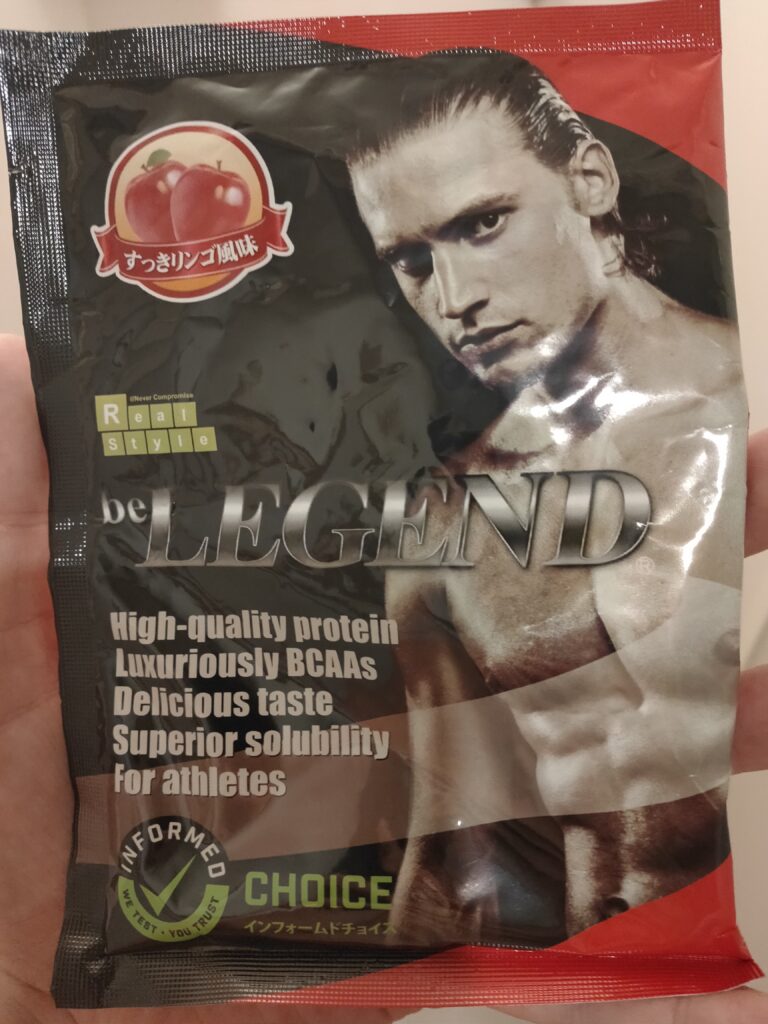 すっきリンゴ風味
#Never Compromise
Real
Style
be LEGEND
®
High-quality protein
Luxuriously BCAAs
Delicious taste
Superior solubility
For athletes
INFORMED
WE TEST • YOU TRUST
CHOICE
インフォームドチョイス